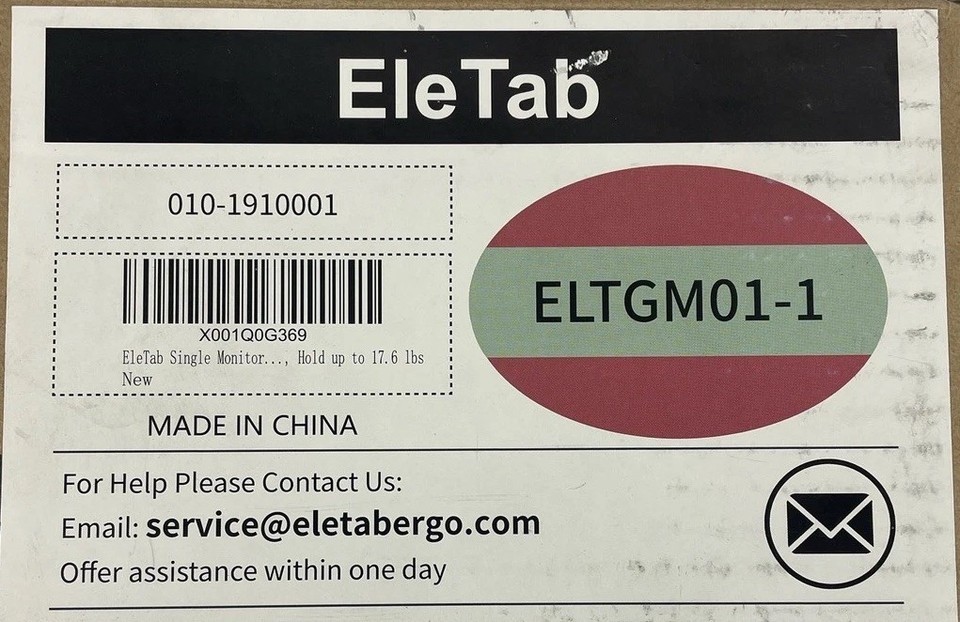 EleTab
010-1910001
X001Q0G369
EleTab Single Monitor..., Hold up to 17.6 lbs
New
MADE IN CHINA
ELTGM01-1
For Help Please Contact Us:
Email: service@eletabergo.com
Offer assistance within one day